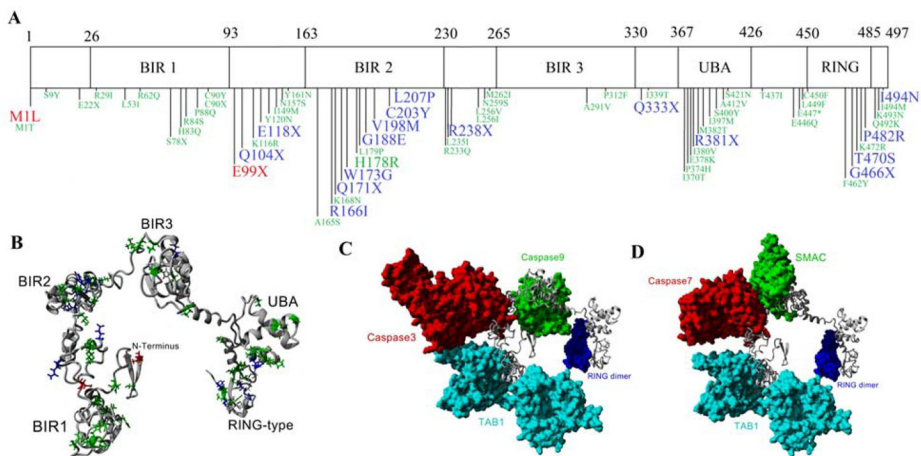 A
1 26 93 163 230 265 330 367 426 450 485 497
BIR 1 BIR 2 BIR 3 UBA RING
M1L
M1T
S9Y
E22X
R29I
L53I
R62Q
S78X
H83Q
R84S
P88Q
C90X
C90Y
E99X
Q104X
K116R
E118X
Y120N
I149M
N157S
Y161N
A165S
R166I
K168N
Q171X
W173G
H178R
L179P
G188E
V198M
C203Y
L207P
R233Q
L235I
R238X
L256I
L256V
N259S
M262I
A291V
P312F
Q333X
I339T
I370T
P374H
E378K
I380V
R381X
M382T
I397M
S400Y
A412V
S421N
T437I
E446Q
E447*
L449F
C450F
F462Y
G466X
T470S
K472R
P482R
Q492K
K493N
I494M
I494N
B
BIR3
BIR2
UBA
N-Terminus
BIR1
RING-type
C
Caspase9
Caspase3
RING dimer
TAB1
D
SMAC
Caspase7
RING dimer
TAB1